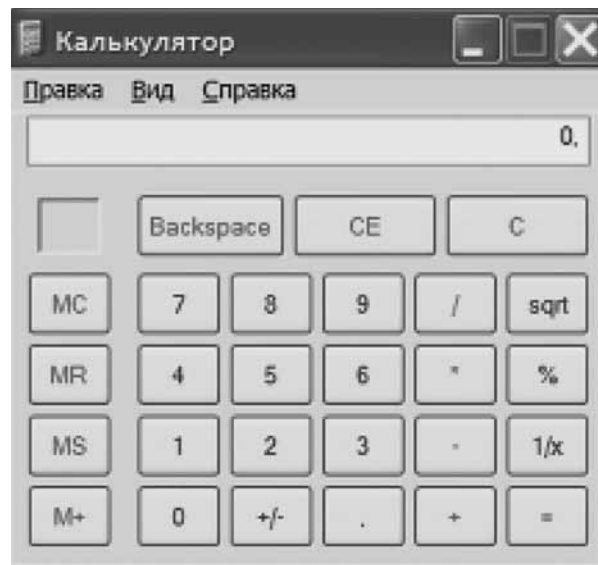 Калькулятор
Правка Вид Справка
0,
Backspace CE C
MC 7 8 9 / sqrt
MR 4 5 6 * %
MS 1 2 3 - 1/x
M+ 0 +/- . + =